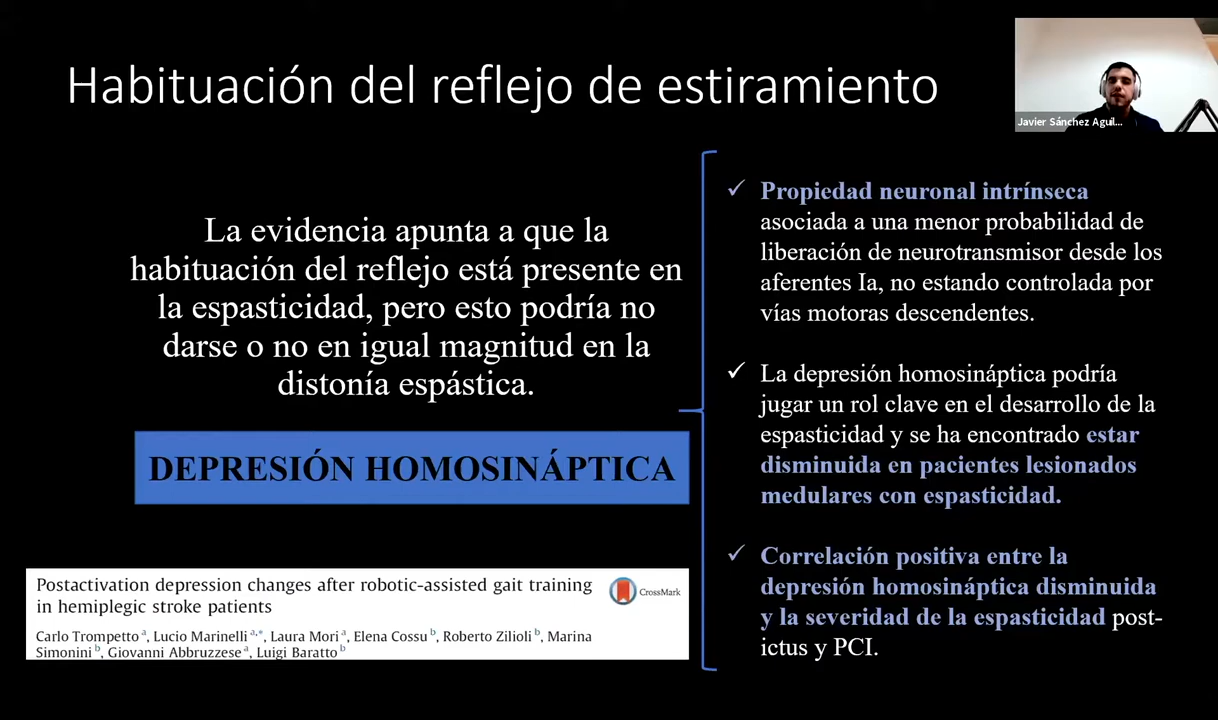 Habituación del reflejo de estiramiento
Javier Sánchez Aguil...
La evidencia apunta a que la
habituación del reflejo está presente en
la espasticidad, pero esto podría no
darse o no en igual magnitud en la
distonía espástica.
DEPRESIÓN HOMOSINÁPTICA
Postactivation depression changes after robotic-assisted gait training
in hemiplegic stroke patients
CrossMark
Carlo Trompetto a, Lucio Marinelli a,*, Laura Mori a, Elena Cossu b, Roberto Zilioli b, Marina
Simonini b, Giovanni Abbruzzese a, Luigi Baratto b
✓ Propiedad neuronal intrínseca
asociada a una menor probabilidad de
liberación de neurotransmisor desde los
aferentes Ia, no estando controlada por
vías motoras descendentes.
✓ La depresión homosináptica podría
jugar un rol clave en el desarrollo de la
espasticidad y se ha encontrado estar
disminuida en pacientes lesionados
medulares con espasticidad.
✓ Correlación positiva entre la
depresión homosináptica disminuida
y la severidad de la espasticidad post-
ictus y PCI.